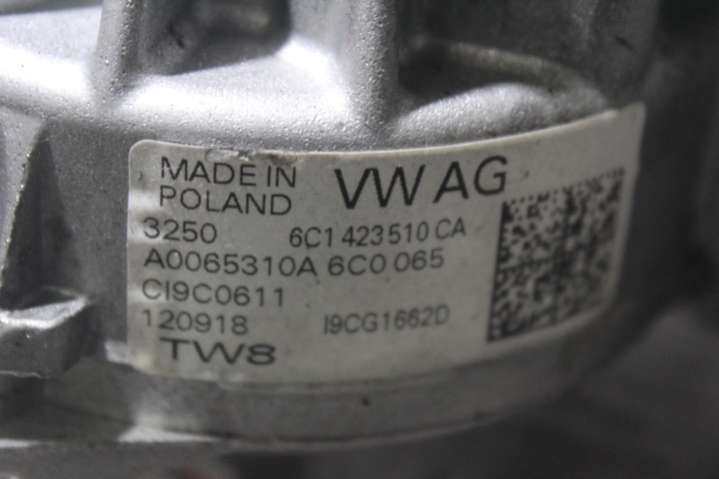 MADE IN
POLAND
VW AG
3250 6C1 423 510 CA
A0065310A 6C0 065
CI9C0611
120918 I9CG1662D
TW8